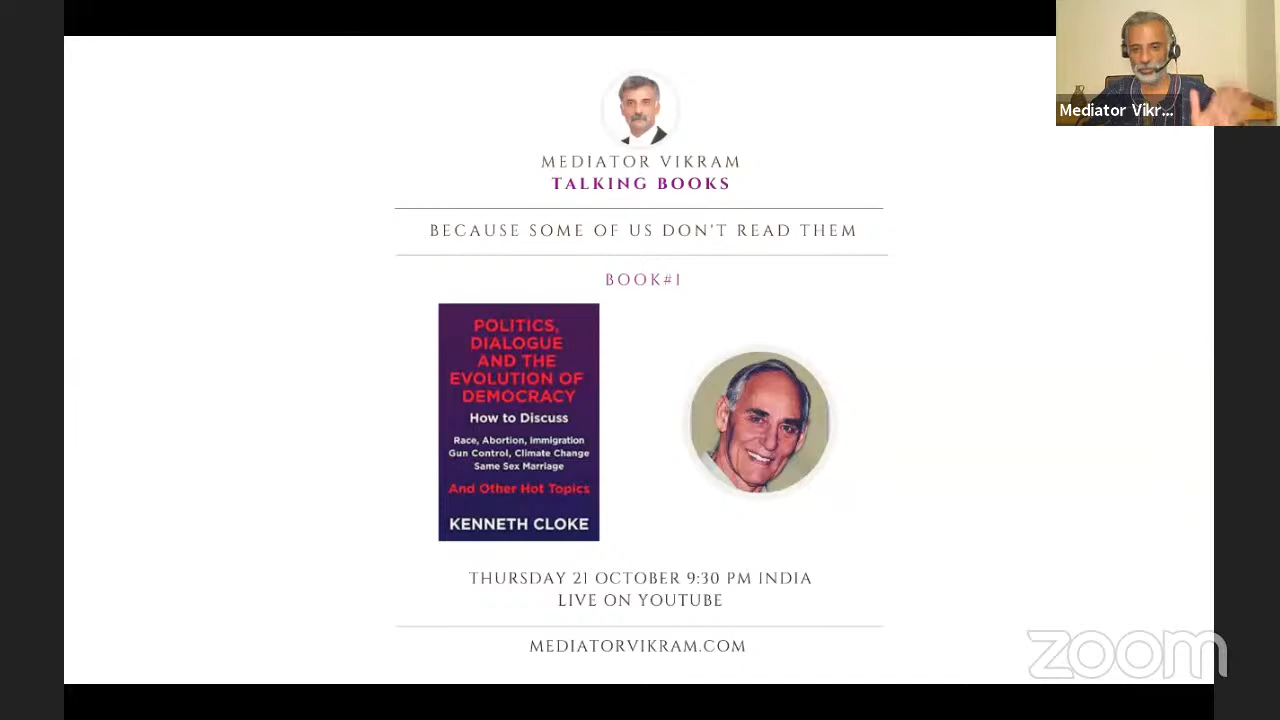 Mediator Vikr...
MEDIATOR VIKRAM
TALKING BOOKS
BECAUSE SOME OF US DON'T READ THEM
BOOK#1
POLITICS,
DIALOGUE
AND THE
EVOLUTION OF
DEMOCRACY
How to Discuss
Race, Abortion, Immigration
Gun Control, Climate Change
Same Sex Marriage
And Other Hot Topics
KENNETH CLOKE
THURSDAY 21 OCTOBER 9:30 PM INDIA
LIVE ON YOUTUBE
MEDIATORVIKRAM.COM
zoom